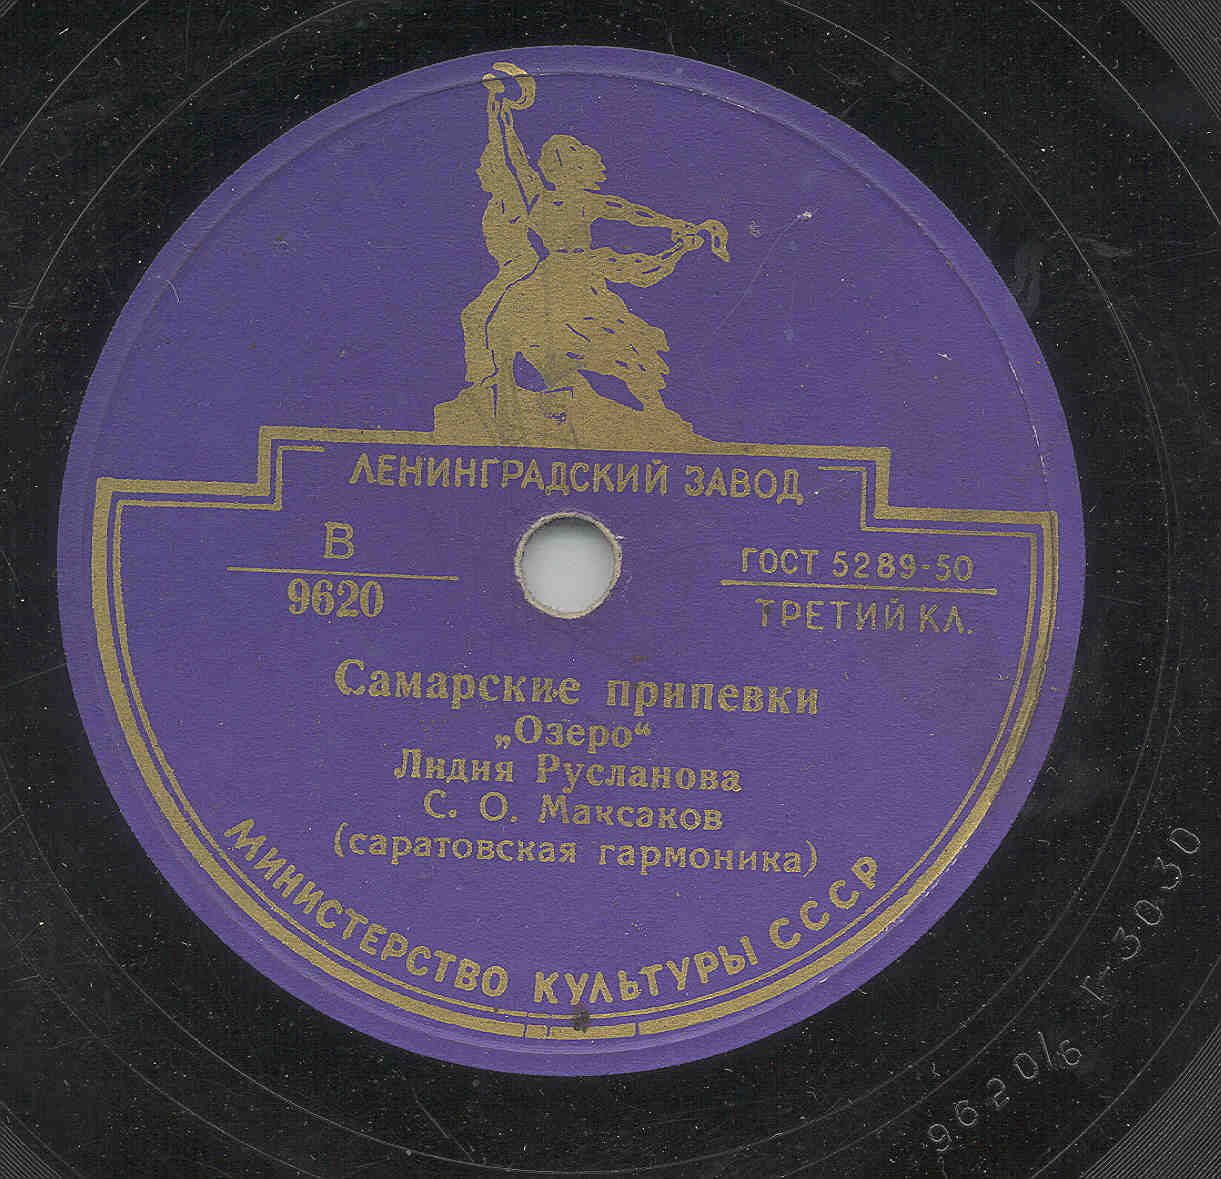 ЛЕНИНГРАДСКИЙ ЗАВОД
В
9620
ГОСТ 5289-50
ТРЕТИЙ КЛ.
Самарские припевки
„Озеро“
Лидия Русланова
С. О. Максаков
(саратовская гармоника)
МИНИСТЕРСТВО КУЛЬТУРЫ СССР
9620/6
3030